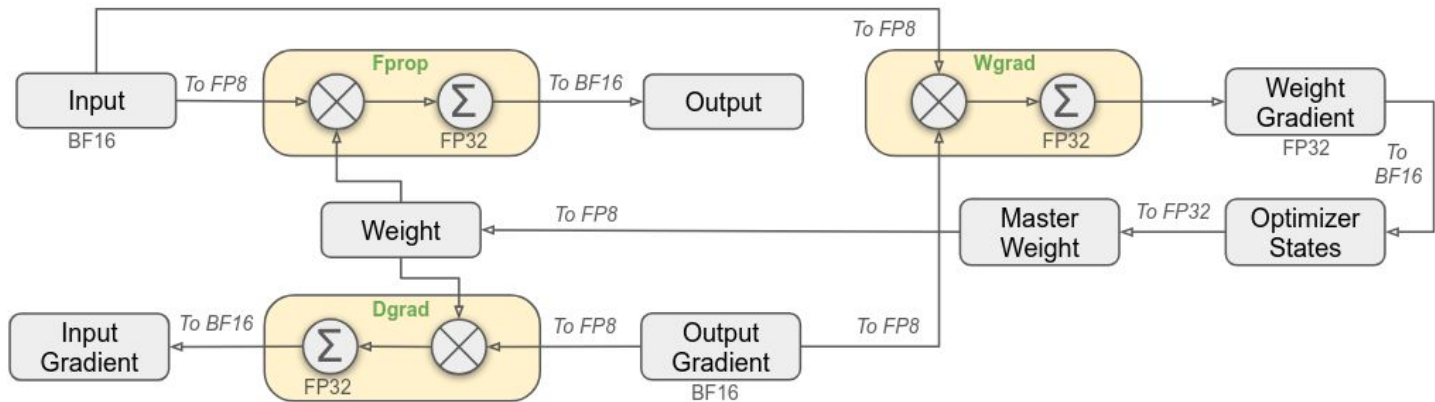 To FP8
Fprop
Wgrad
Input
BF16
To FP8
Σ
FP32
To BF16
Output
Σ
FP32
Weight
Gradient
FP32
To
BF16
Weight
To FP8
Master
Weight
To FP32
Optimizer
States
Input
Gradient
To BF16
Dgrad
Σ
FP32
To FP8
Output
Gradient
BF16
To FP8